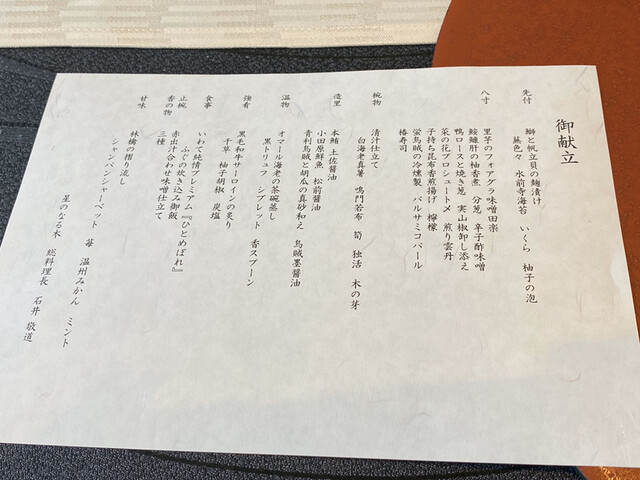 御献立
先付
鰤と帆立貝の麹漬け
蕪色々 水前寺海苔 いくら 柚子の泡
八寸
里芋のフォアグラ味噌田楽
鮟鱇肝の柚香煮 分葱 辛子酢味噌
鴨ロースと焼き葱 実山椒卸し添え
菜の花プロシュートメ 煎り雲丹
子持ち昆布香煎揚げ 檸檬
蛍烏賊の冷燻製 バルサミコパール
椿寿司
椀物
清汁仕立て
白海老真薯 鳴門若布 筍 独活 木の芽
造里
本鮪 土佐醤油
小田原鮮魚 松前醤油
青利烏賊と胡瓜の真砂和え 烏賊墨醤油
温物
オマール海老の茶碗蒸し
黒トリュフ シブレット 香スプーン
強肴
黒毛和牛サーロインの炙り
千草 柚子胡椒 炭塩
食事
いわて純情プレミアム『ひとめぼれ』
ふぐの炊き込み御飯
止椀
赤出汁合わせ味噌仕立て
香の物
三種
甘味
林檎の摺り流し
シャンパンシャーベット 苺 温州みかん ミント
星のなる木 総料理長 石井 敬道